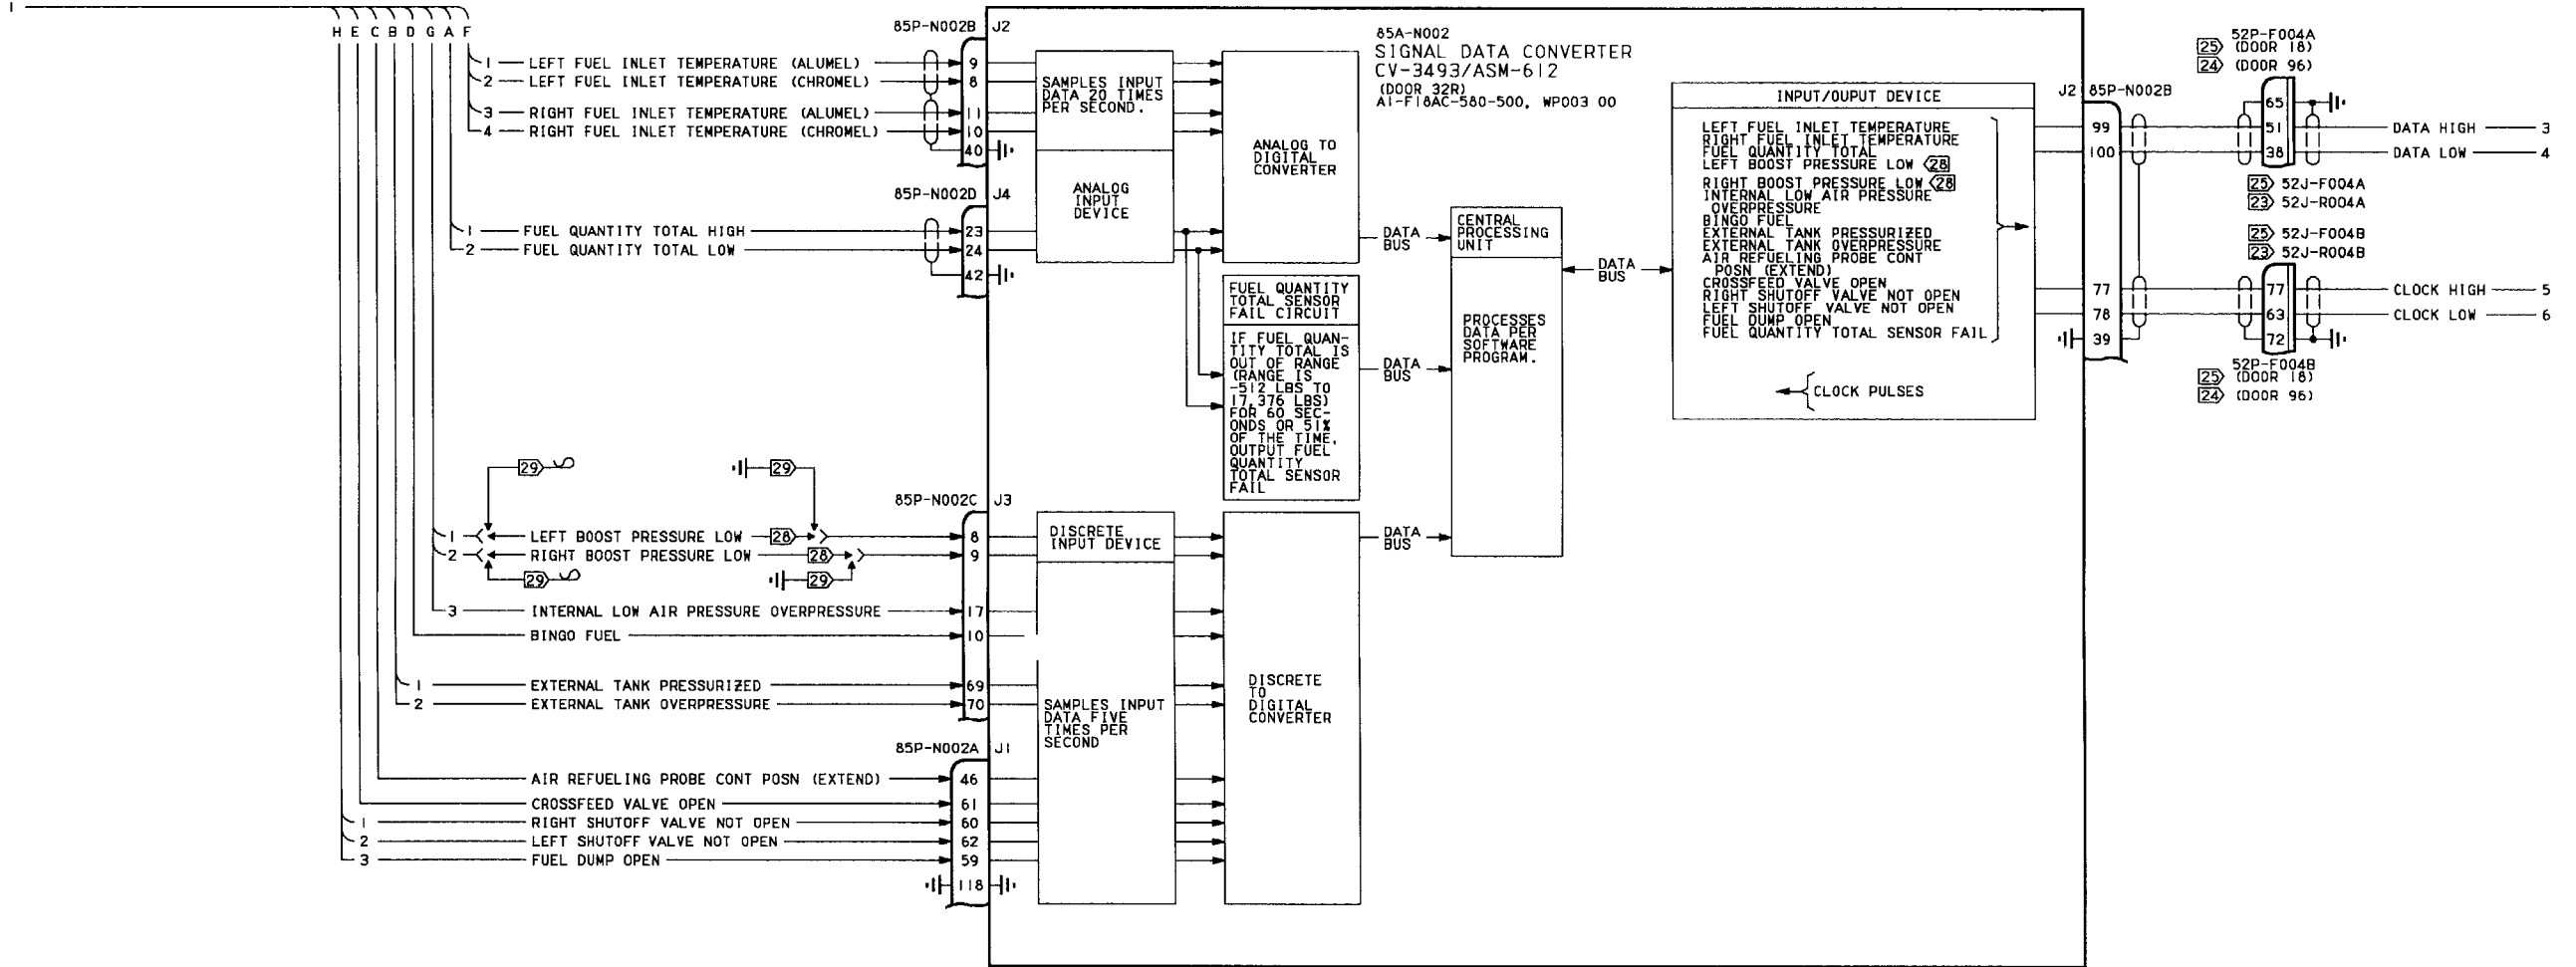 1
H E C B D G A F
85P-N002B J2
1 LEFT FUEL INLET TEMPERATURE (ALUMEL) 9
2 LEFT FUEL INLET TEMPERATURE (CHROMEL) 8
3 RIGHT FUEL INLET TEMPERATURE (ALUMEL) 11
4 RIGHT FUEL INLET TEMPERATURE (CHROMEL) 10
40
85P-N002D J4
1 FUEL QUANTITY TOTAL HIGH 23
2 FUEL QUANTITY TOTAL LOW 24
42
29
29
85P-N002C J3
1 LEFT BOOST PRESSURE LOW 28 8
2 RIGHT BOOST PRESSURE LOW 28 9
29
29
3 INTERNAL LOW AIR PRESSURE OVERPRESSURE 17
BINGO FUEL 10
1 EXTERNAL TANK PRESSURIZED 69
2 EXTERNAL TANK OVERPRESSURE 70
85P-N002A J1
AIR REFUELING PROBE CONT POSN (EXTEND) 46
CROSSFEED VALVE OPEN 61
1 RIGHT SHUTOFF VALVE NOT OPEN 60
2 LEFT SHUTOFF VALVE NOT OPEN 62
3 FUEL DUMP OPEN 59
118
SAMPLES INPUT
DATA 20 TIMES
PER SECOND.
ANALOG
INPUT
DEVICE
DISCRETE
INPUT DEVICE
SAMPLES INPUT
DATA FIVE
TIMES PER
SECOND
ANALOG TO
DIGITAL
CONVERTER
FUEL QUANTITY
TOTAL SENSOR
FAIL CIRCUIT
IF FUEL QUAN-
TITY TOTAL IS
OUT OF RANGE
(RANGE IS
-512 LBS TO
17,376 LBS)
FOR 60 SEC-
ONDS OR 51%
OF THE TIME,
OUTPUT FUEL
QUANTITY
TOTAL SENSOR
FAIL
DISCRETE
TO
DIGITAL
CONVERTER
85A-N002
SIGNAL DATA CONVERTER
CV-3493/ASM-612
(DOOR 32R)
A1-F18AC-580-500, WP003 00
DATA
BUS
DATA
BUS
DATA
BUS
CENTRAL
PROCESSING
UNIT
PROCESSES
DATA PER
SOFTWARE
PROGRAM.
DATA
BUS
INPUT/OUPUT DEVICE
LEFT FUEL INLET TEMPERATURE
RIGHT FUEL INLET TEMPERATURE
FUEL QUANTITY TOTAL
LEFT BOOST PRESSURE LOW 28
RIGHT BOOST PRESSURE LOW 28
INTERNAL LOW AIR PRESSURE
OVERPRESSURE
BINGO FUEL
EXTERNAL TANK PRESSURIZED
EXTERNAL TANK OVERPRESSURE
AIR REFUELING PROBE CONT
POSN (EXTEND)
CROSSFEED VALVE OPEN
RIGHT SHUTOFF VALVE NOT OPEN
LEFT SHUTOFF VALVE NOT OPEN
FUEL DUMP OPEN
FUEL QUANTITY TOTAL SENSOR FAIL
CLOCK PULSES
J2 85P-N002B
99
100
77
78
39
52P-F004A
25 (DOOR 18)
24 (DOOR 96)
65
51 DATA HIGH 3
38 DATA LOW 4
25 52J-F004A
23 52J-R004A
25 52J-F004B
23 52J-R004B
77 CLOCK HIGH 5
63 CLOCK LOW 6
72
52P-F004B
25 (DOOR 18)
24 (DOOR 96)